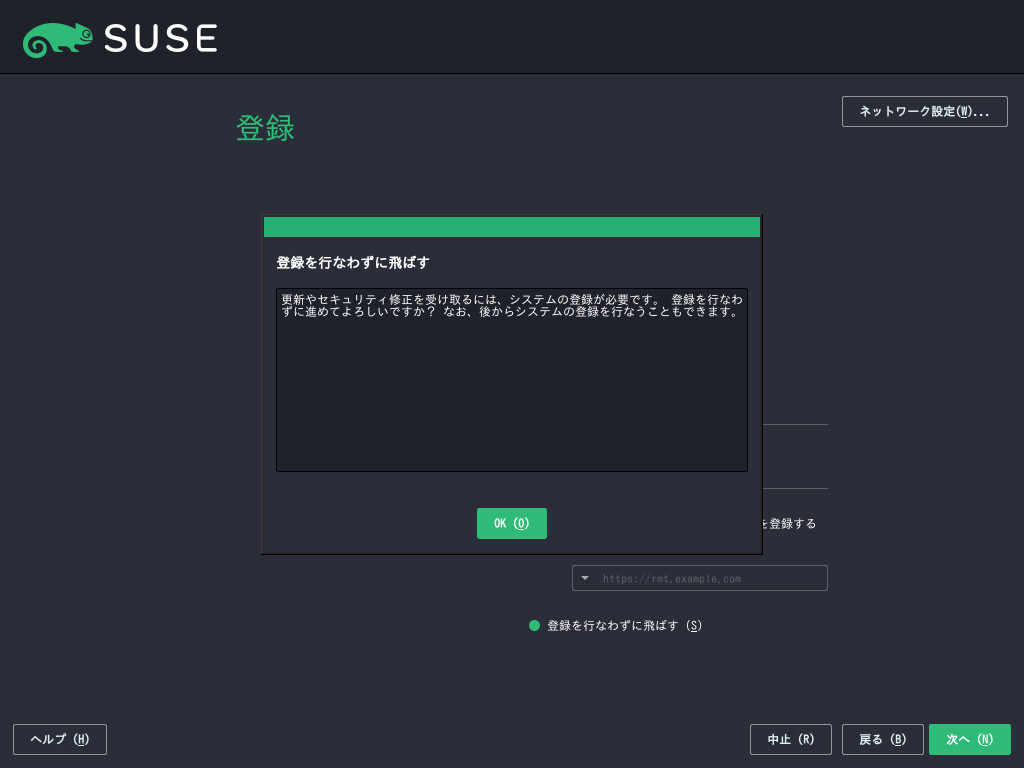 SUSE
ネットワーク設定(W)...
登録
登録を行なわずに飛ばす
更新やセキュリティ修正を受け取るには、システムの登録が必要です。 登録を行なわ
ずに進めてよろしいですか？ なお、後からシステムの登録を行なうこともできます。
OK (O)
を登録する
https://rmt.example.com
登録を行なわずに飛ばす (S)
ヘルプ (H)
中止 (R)
戻る (B)
次へ (N)